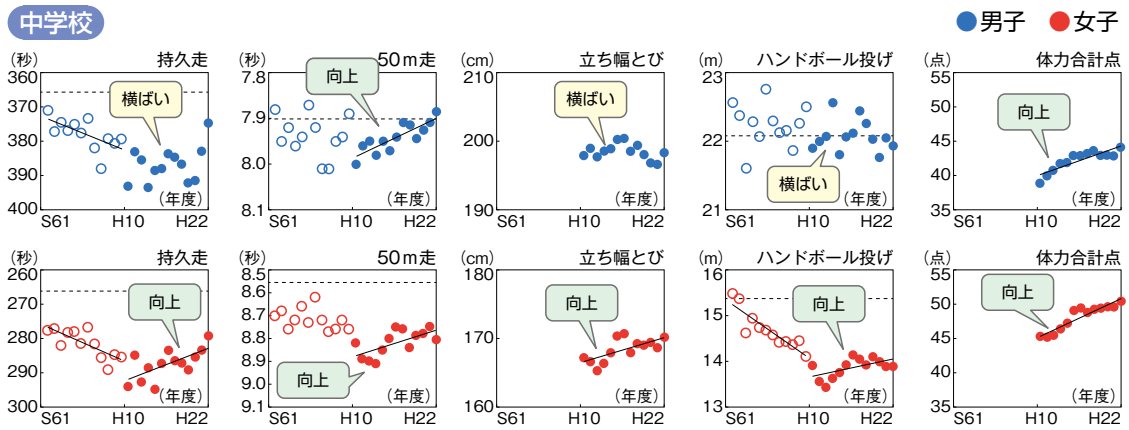 中学校
男子 女子
（秒） 持久走
360
370
380
390
400
S61 H10 H22
（年度）
横ばい
（秒） 50m走
7.8
7.9
8.0
8.1
S61 H10 H22
（年度）
向上
（cm） 立ち幅とび
210
200
190
S61 H10 H22
（年度）
横ばい
（m） ハンドボール投げ
23
22
21
S61 H10 H22
（年度）
横ばい
（点） 体力合計点
55
50
45
40
35
S61 H10 H22
（年度）
向上
（秒） 持久走
260
270
280
290
300
S61 H10 H22
（年度）
向上
（秒） 50m走
8.5
8.6
8.7
8.8
8.9
9.0
9.1
S61 H10 H22
（年度）
向上
（cm） 立ち幅とび
180
170
160
S61 H10 H22
（年度）
向上
（m） ハンドボール投げ
16
15
14
13
S61 H10 H22
（年度）
向上
（点） 体力合計点
55
50
45
40
35
S61 H10 H22
（年度）
向上